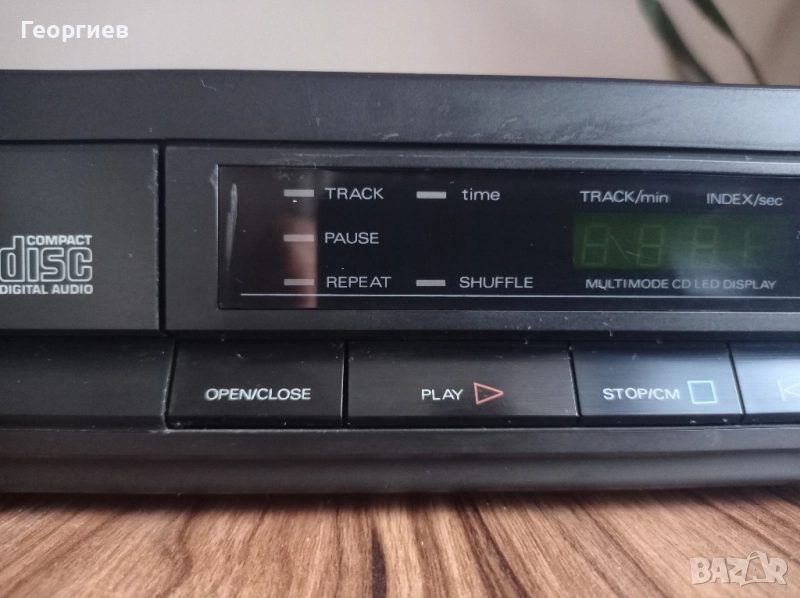 Георгиев
TRACK time TRACK/min INDEX/sec
PAUSE
REPEAT SHUFFLE MULTIMODE CD LED DISPLAY
COMPACT
disc
DIGITAL AUDIO
OPEN/CLOSE PLAY STOP/CM
BAZAR